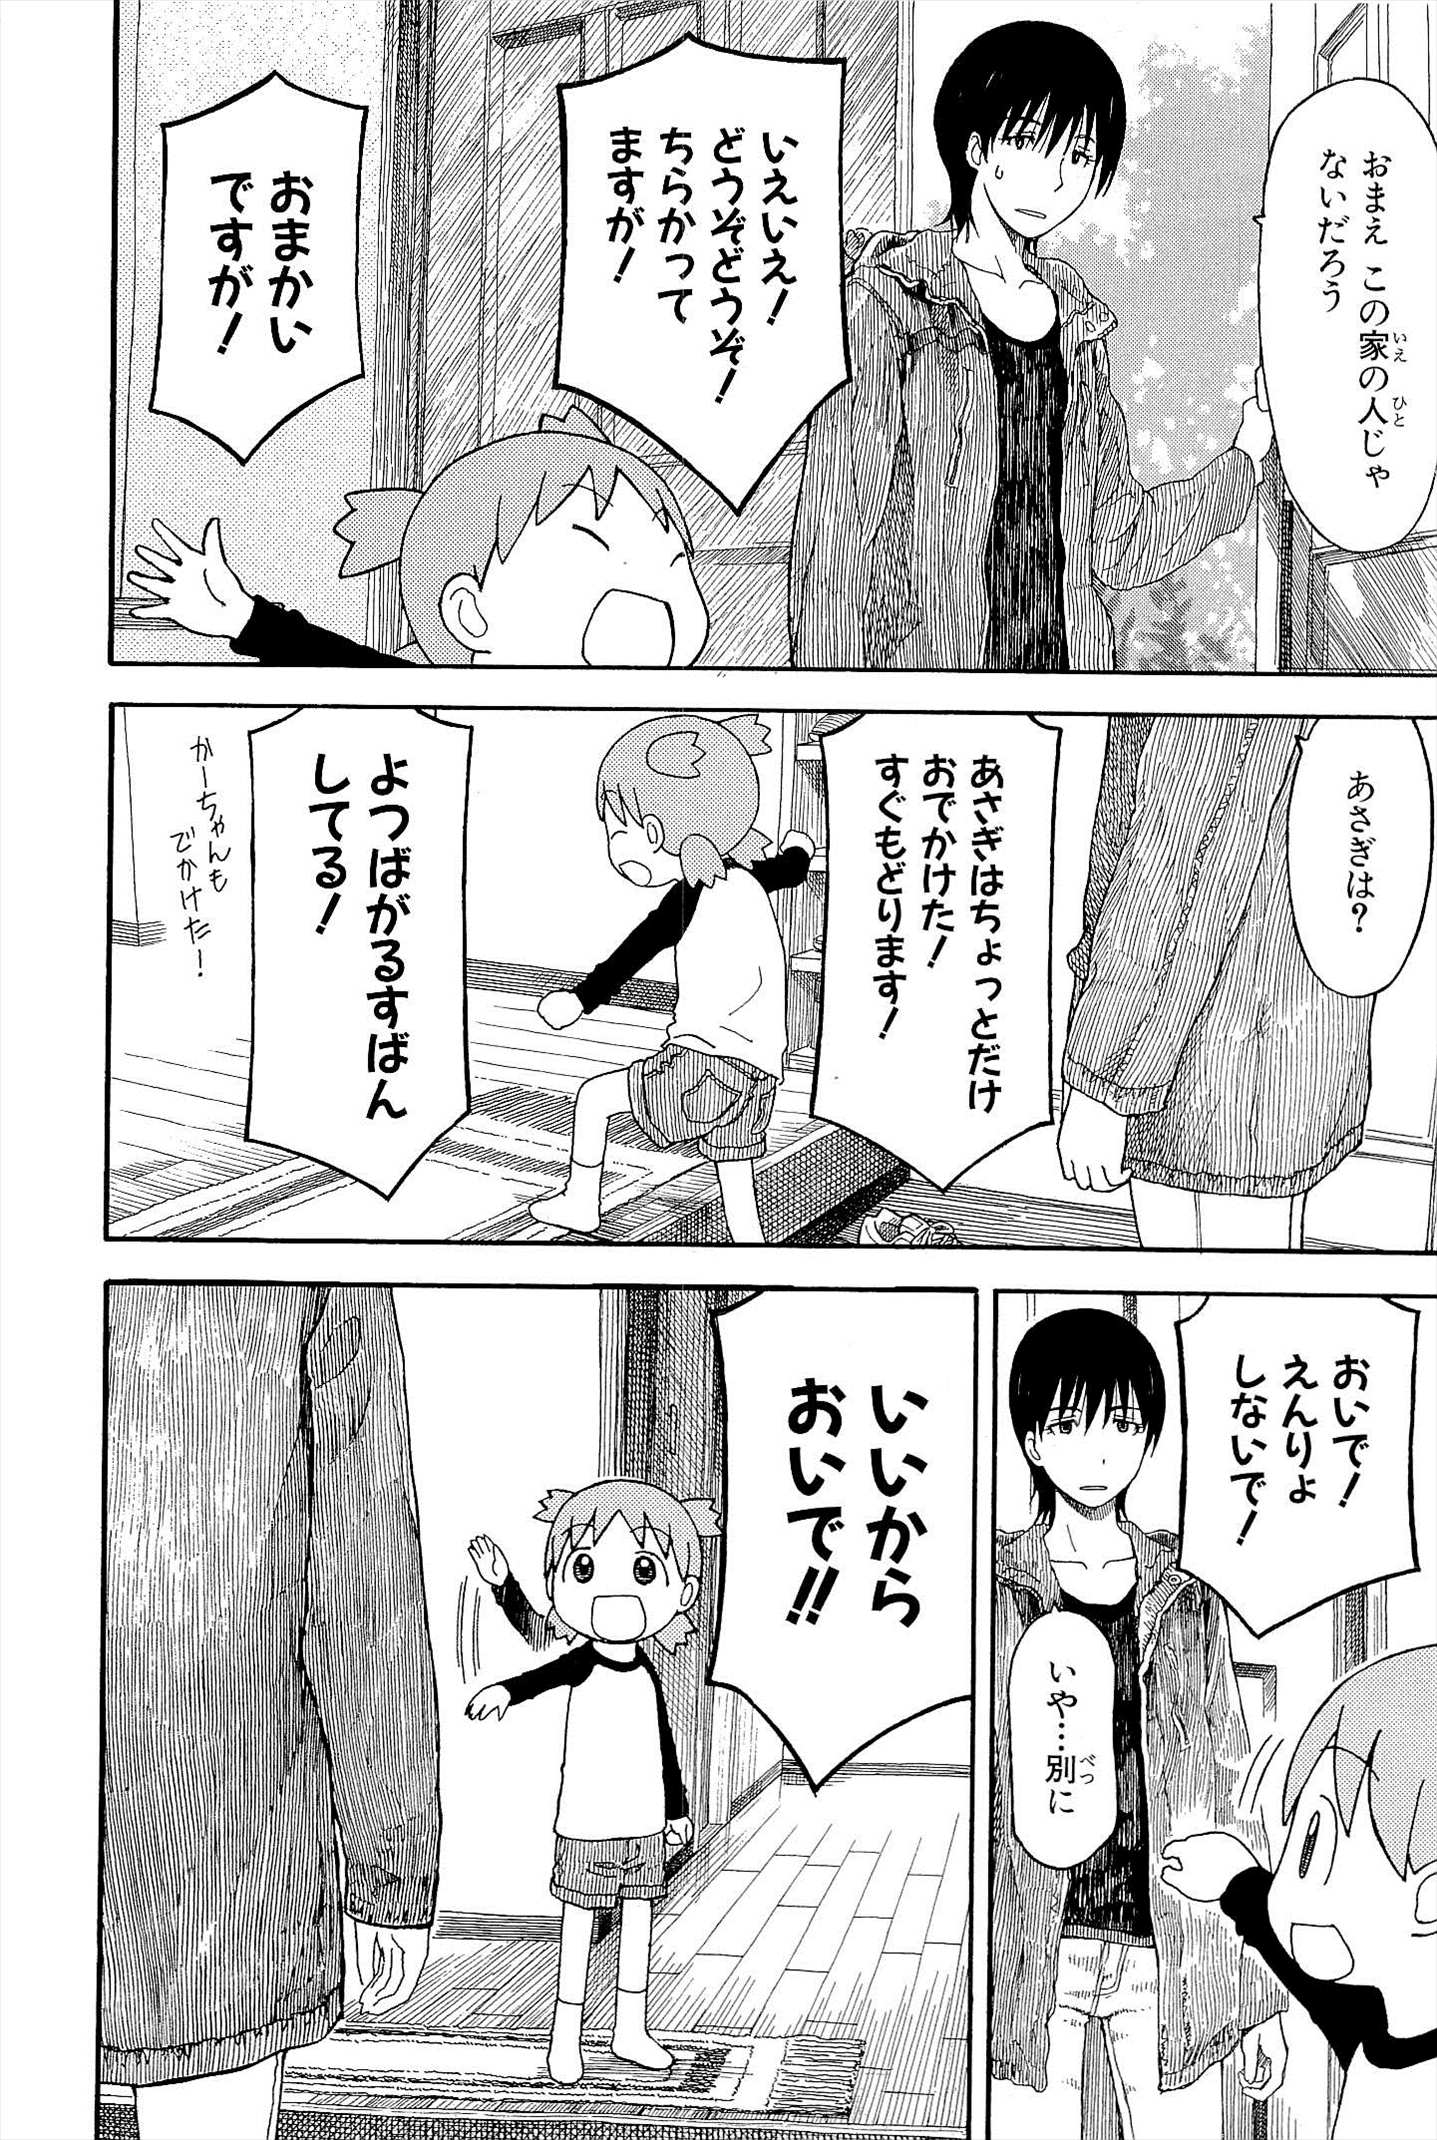 おまえ この家の人じゃ
ないだろう
いえいえ！
どうぞどうぞ！
ちらかって
ますが！
おまかい
ですが！
あさぎは？
あさぎはちょっとだけ
おでかけた！
すぐもどります！
よつばがるすばん
してる！
かーちゃんも
でかけた！
おいで！
えんりょ
しないで！
いや…別に
いいから
おいで!!